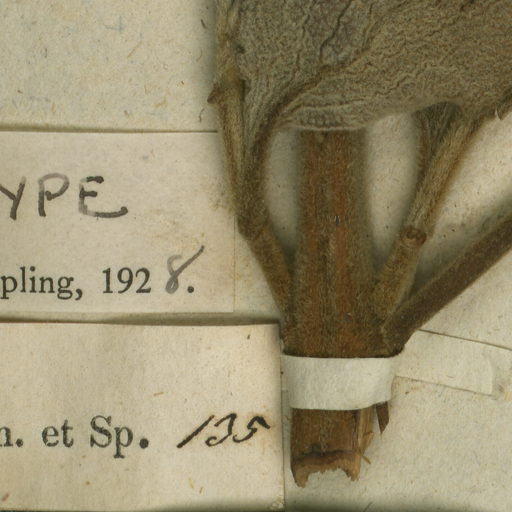 YPE
pling, 1928.
n. et Sp. 135